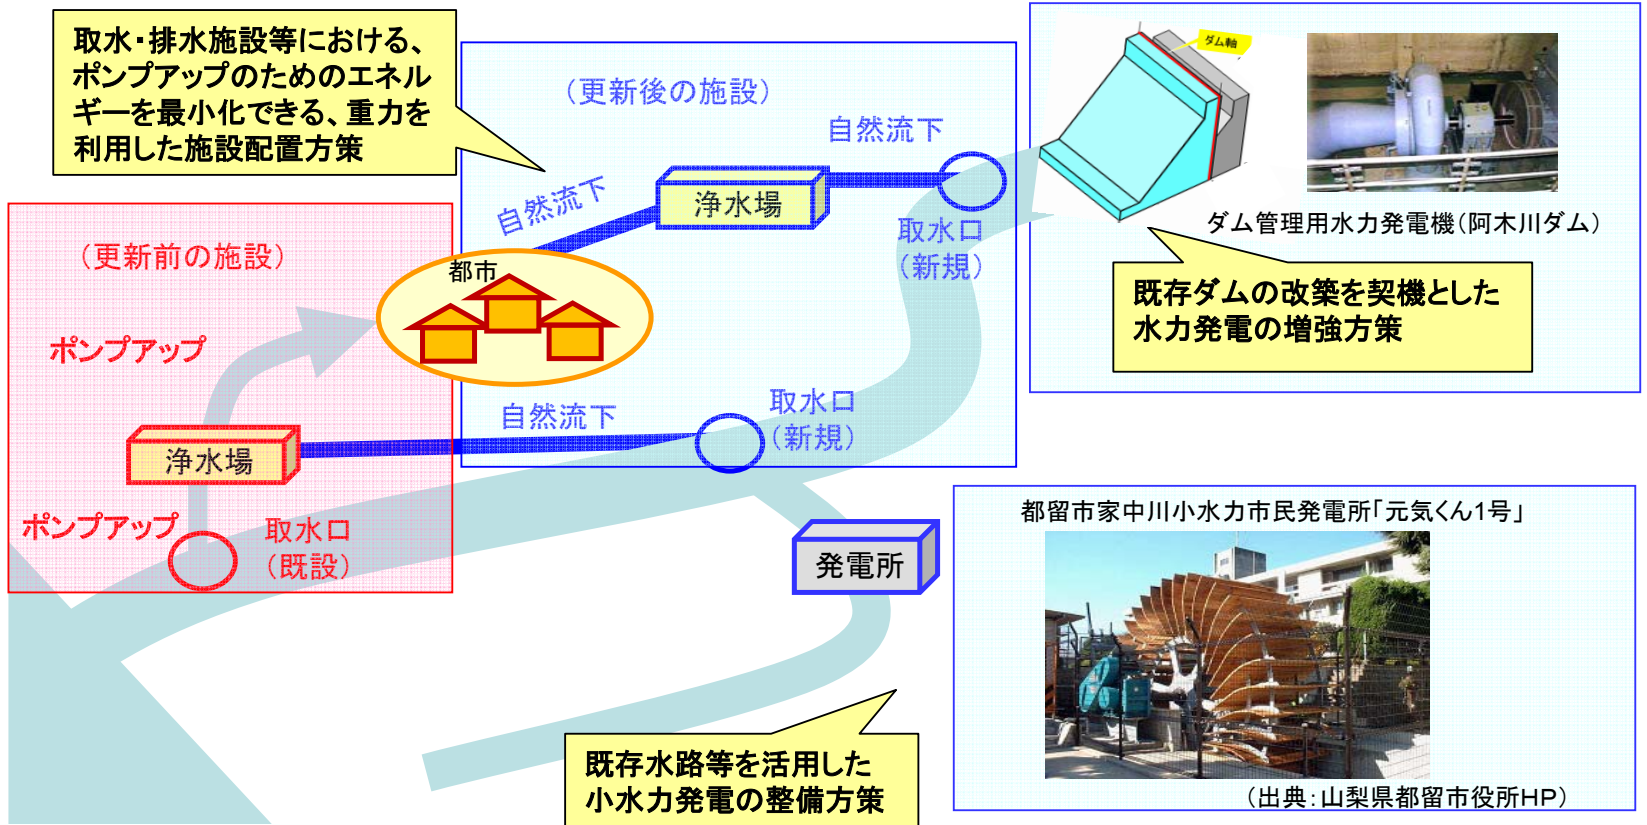 取水・排水施設等における、
ポンプアップのためのエネル
ギーを最小化できる、重力を
利用した施設配置方策
（更新後の施設）
自然流下
浄水場
自然流下
取水口
（新規）
ダム軸
ダム管理用水力発電機（阿木川ダム）
既存ダムの改築を契機とした
水力発電の増強方策
（更新前の施設）
都市
ポンプアップ
自然流下
取水口
（新規）
浄水場
ポンプアップ
取水口
（既設）
発電所
都留市家中川小水力市民発電所「元気くん1号」
既存水路等を活用した
小水力発電の整備方策
（出典：山梨県都留市役所HP）